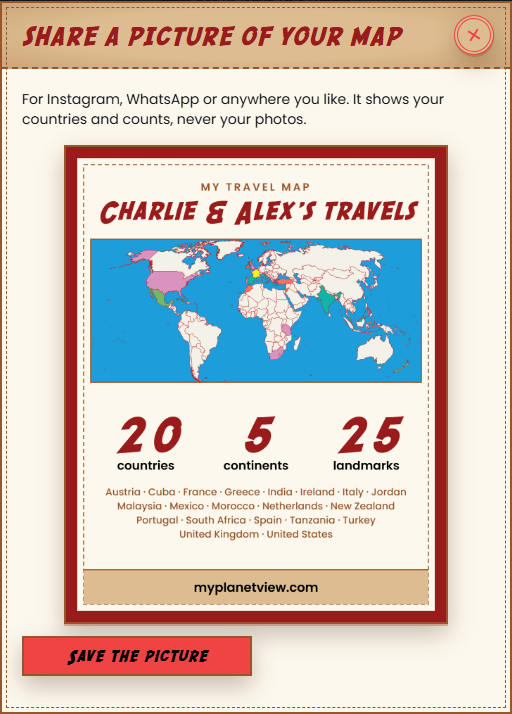 SHARE A PICTURE OF YOUR MAP
For Instagram, WhatsApp or anywhere you like. It shows your
countries and counts, never your photos.
MY TRAVEL MAP
CHARLIE & ALEX'S TRAVELS
20 5 25
countries continents landmarks
Austria · Cuba · France · Greece · India · Ireland · Italy · Jordan
Malaysia · Mexico · Morocco · Netherlands · New Zealand
Portugal · South Africa · Spain · Tanzania · Turkey
United Kingdom · United States
myplanetview.com
SAVE THE PICTURE